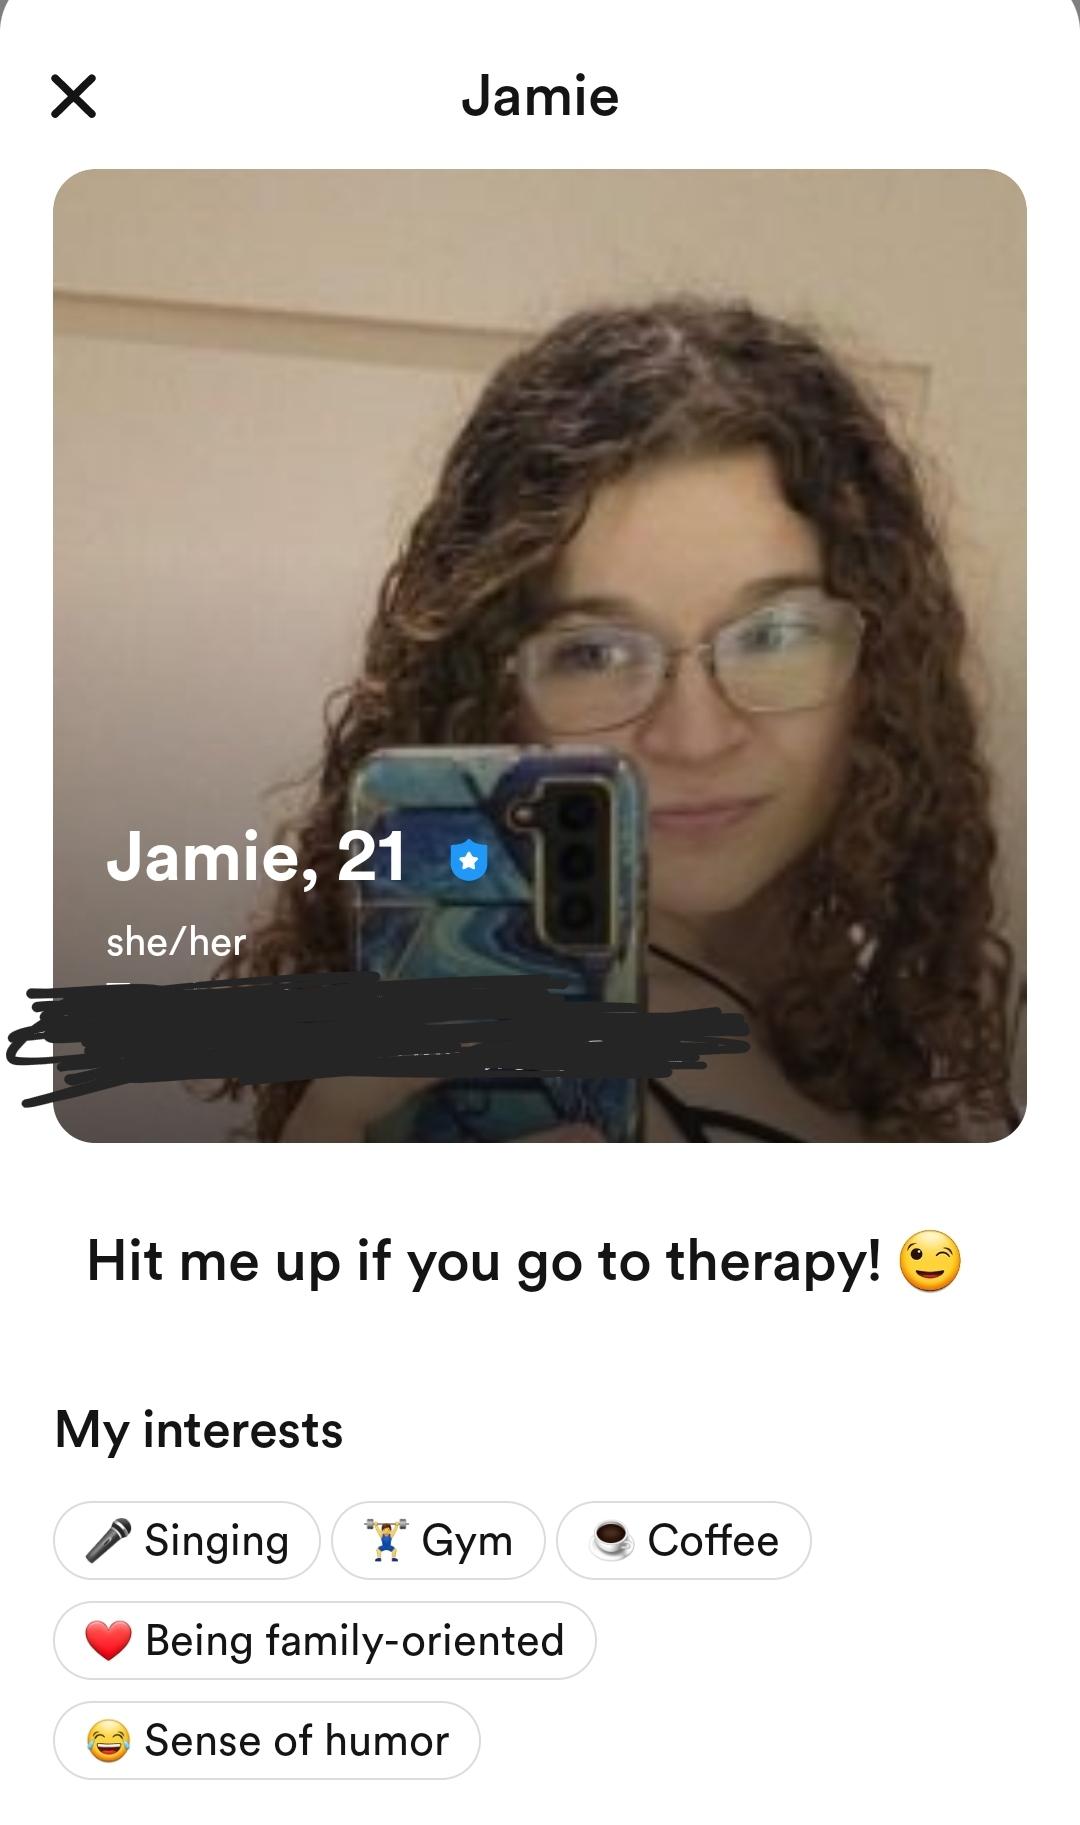 Jamie
Jamie, 21
she/her
Hit me up if you go to therapy! 😉
My interests
🎤 Singing
🏋️ Gym
☕ Coffee
❤️ Being family-oriented
😂 Sense of humor